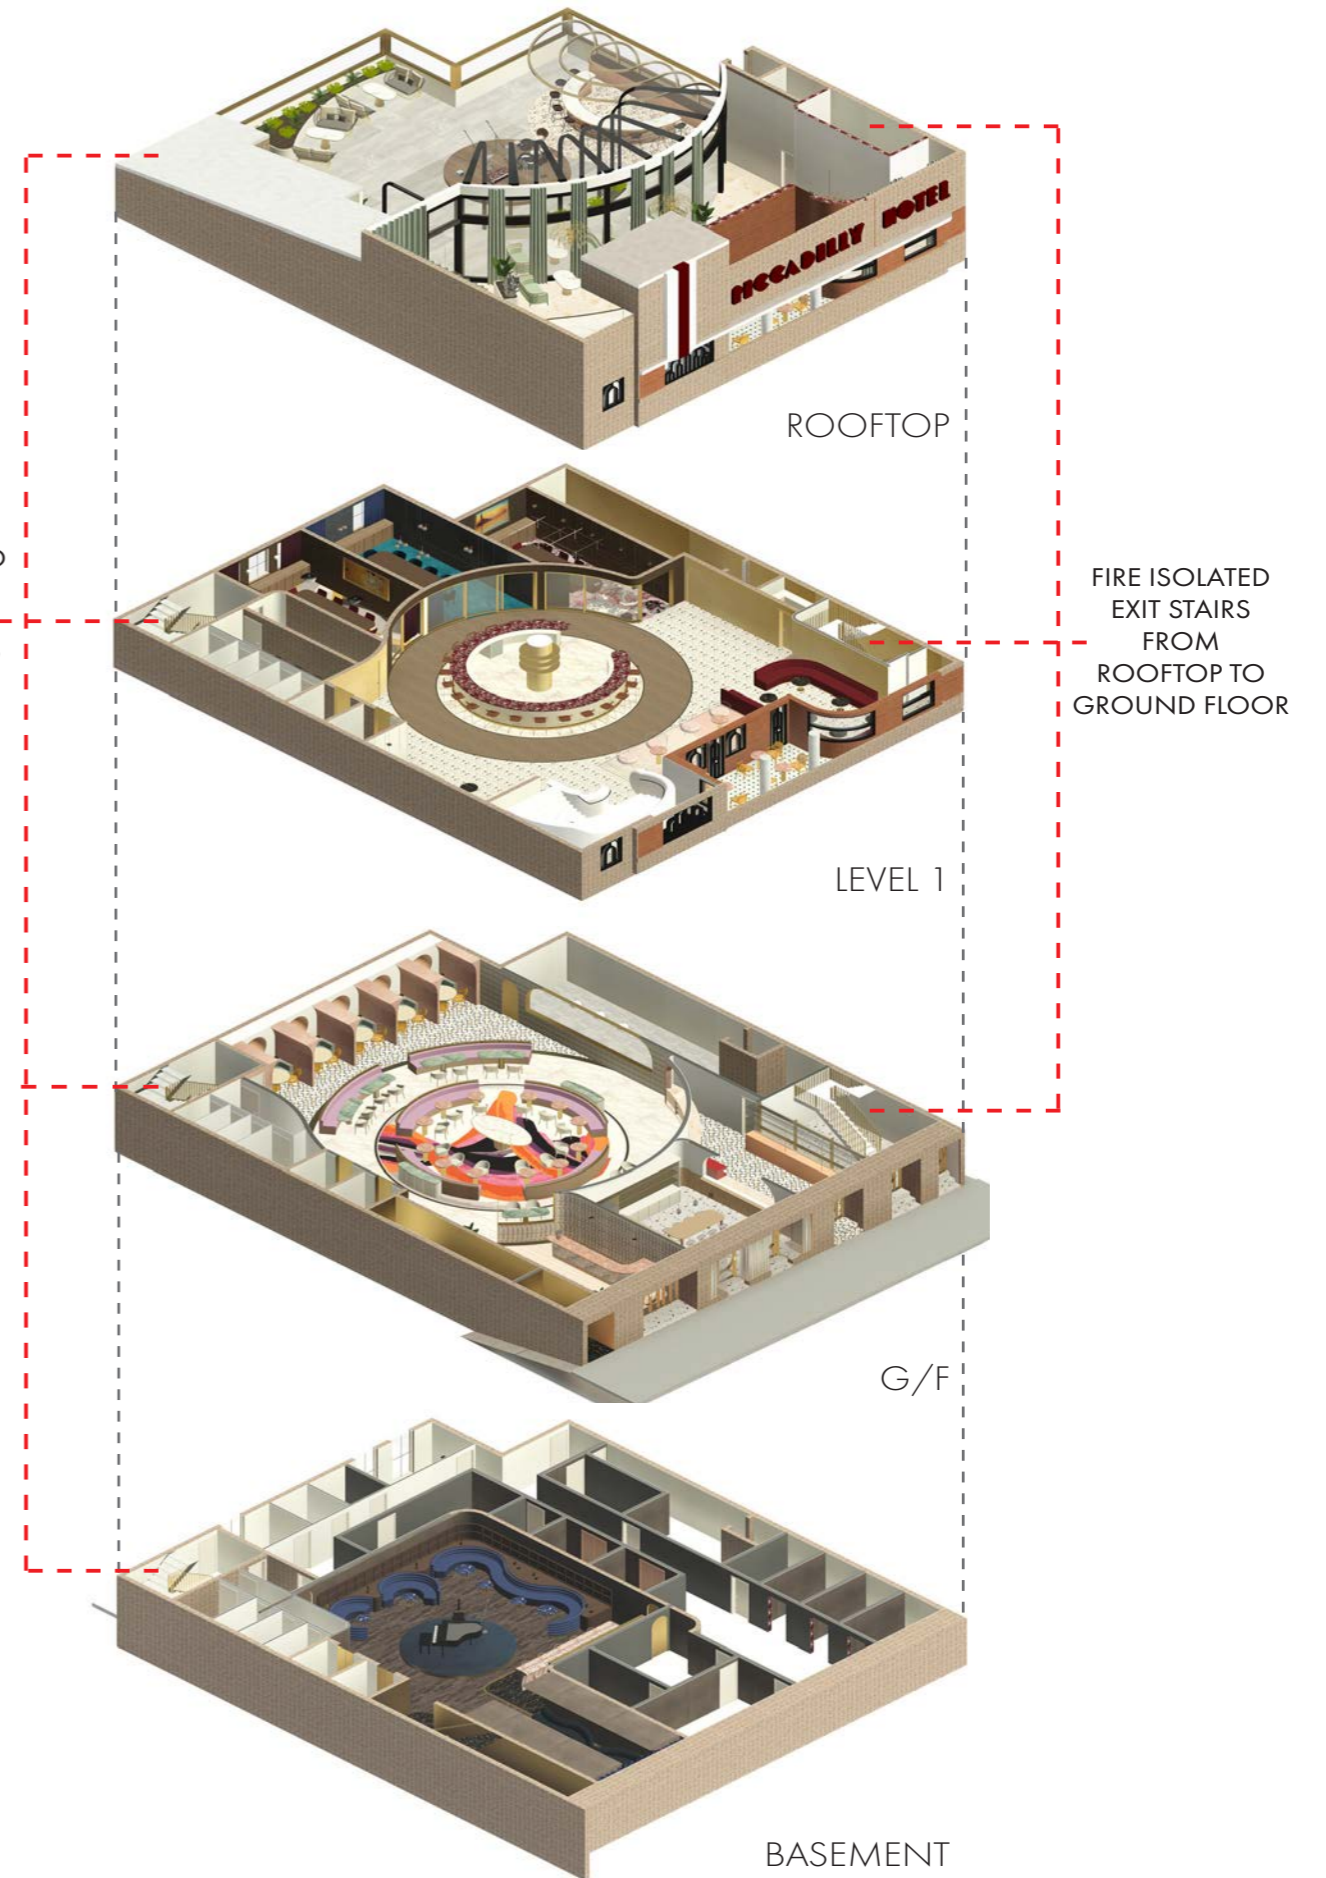 PICCADILLY HOTEL
ROOFTOP
LEVEL 1
FIRE ISOLATED
EXIT STAIRS
FROM
ROOFTOP TO
GROUND FLOOR
G/F
BASEMENT